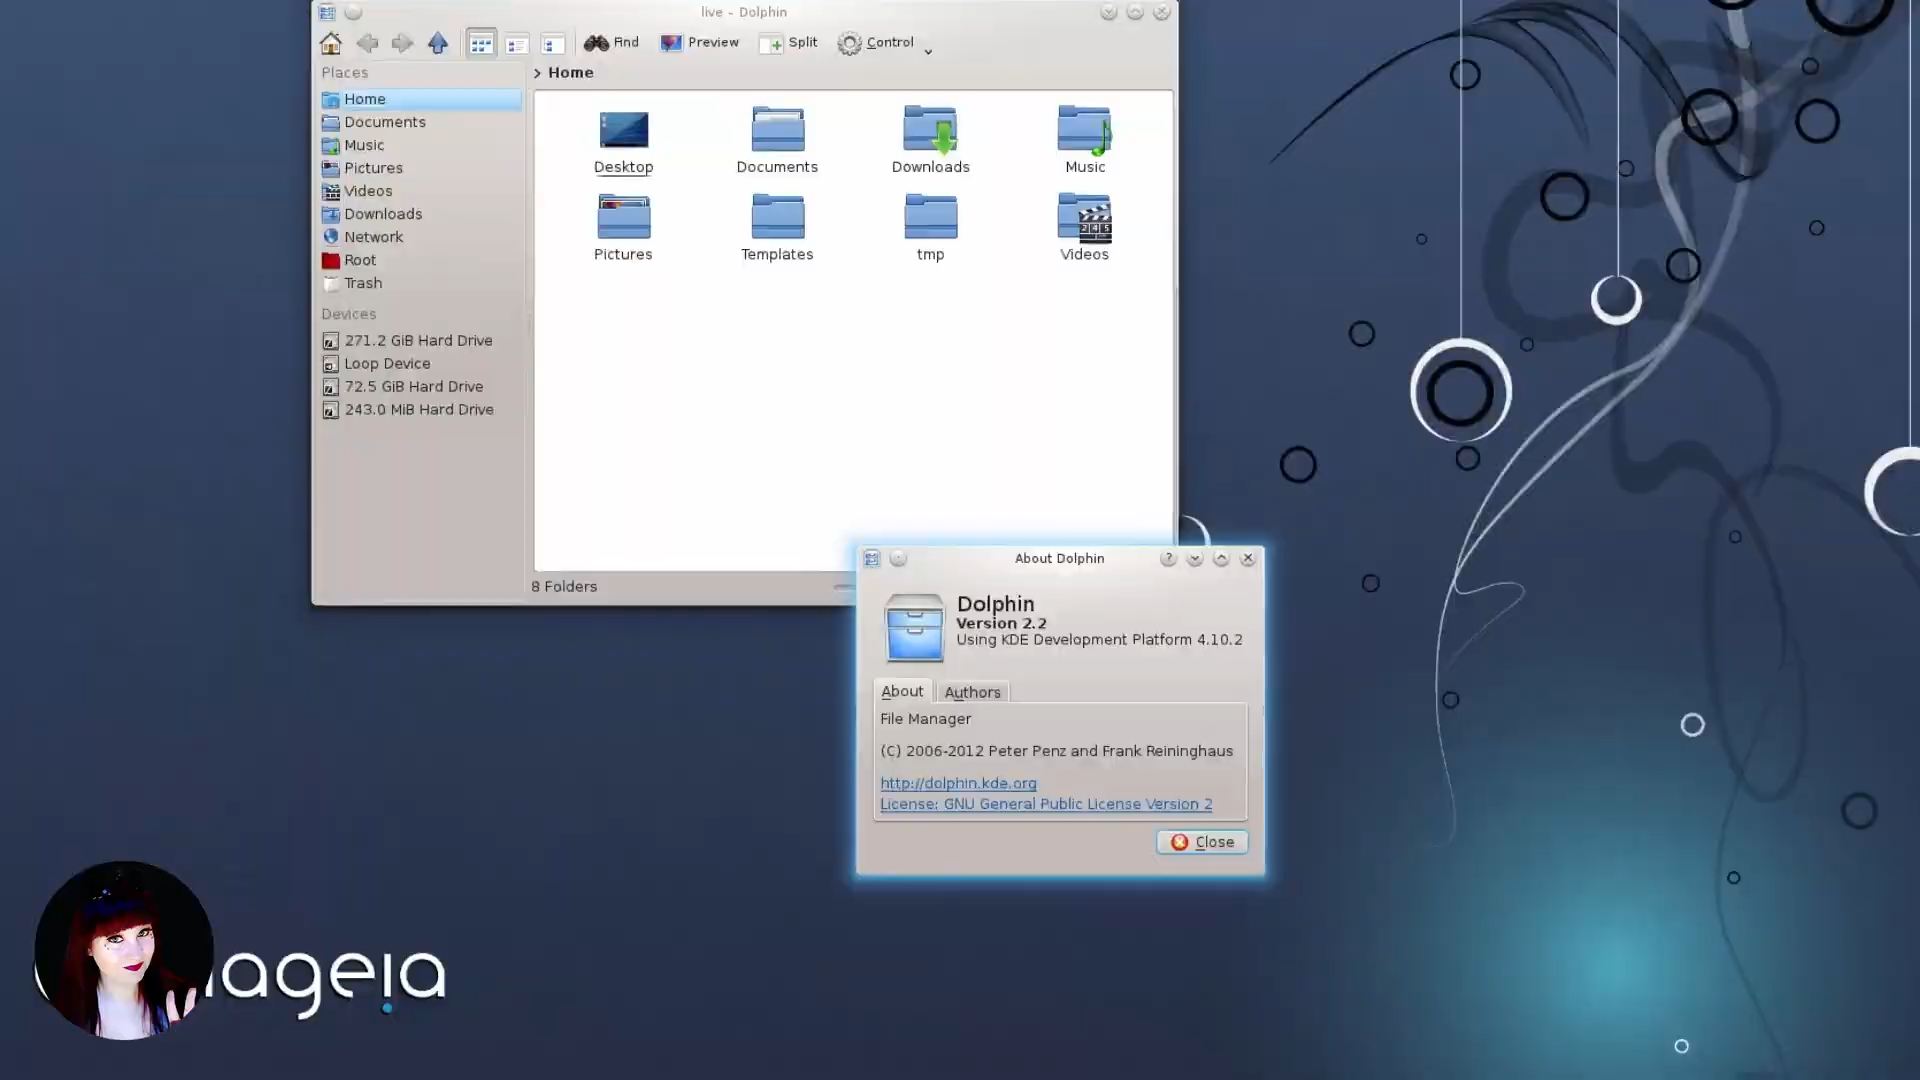 live - Dolphin
Find
Preview
Split
Control
Places
Home
Documents
Music
Pictures
Videos
Downloads
Network
Root
Trash
Devices
271.2 GiB Hard Drive
Loop Device
72.5 GiB Hard Drive
243.0 MiB Hard Drive
> Home
Desktop
Documents
Downloads
Music
Pictures
Templates
tmp
Videos
8 Folders
About Dolphin
Dolphin
Version 2.2
Using KDE Development Platform 4.10.2
About
Authors
File Manager
(C) 2006-2012 Peter Penz and Frank Reininghaus
http://dolphin.kde.org
License: GNU General Public License Version 2
Close
ageia